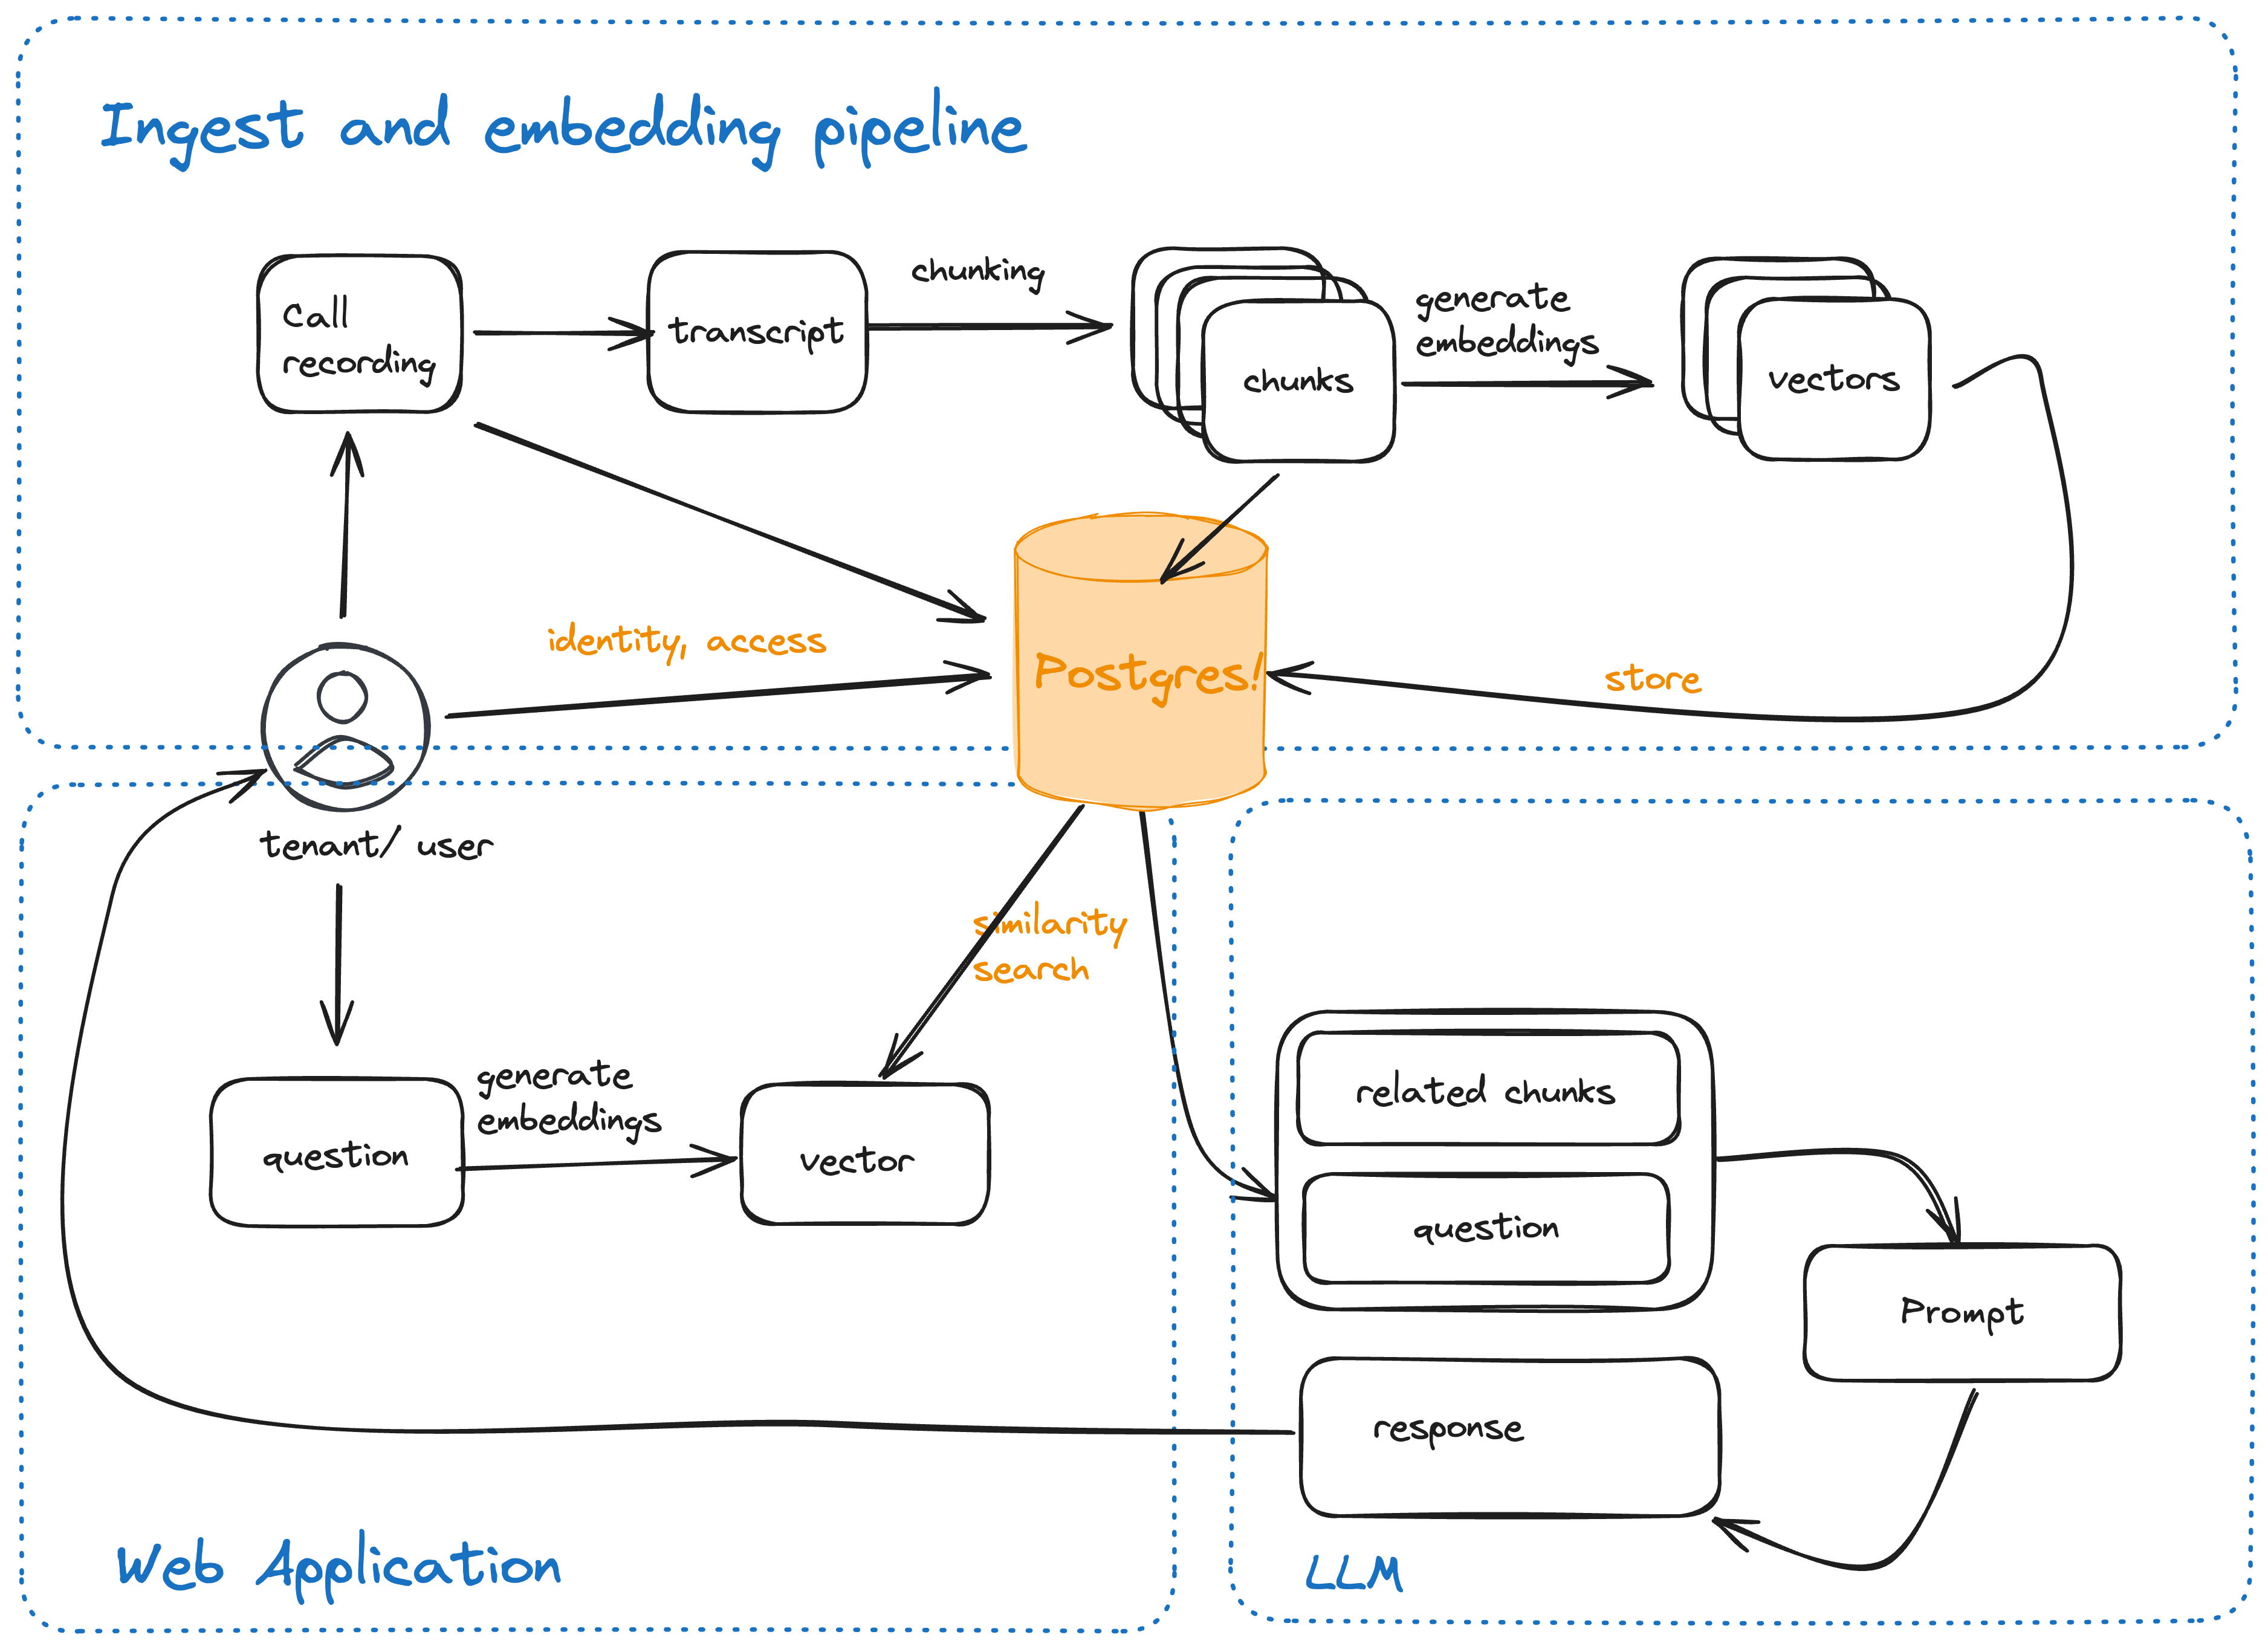 Ingest and embedding pipeline
Call
recording
transcript
chunking
chunks
generate
embeddings
vectors
identity, access
Postgres!
store
tenant/ user
similarity
search
question
generate
embeddings
vector
related chunks
question
Prompt
response
Web Application
LLM